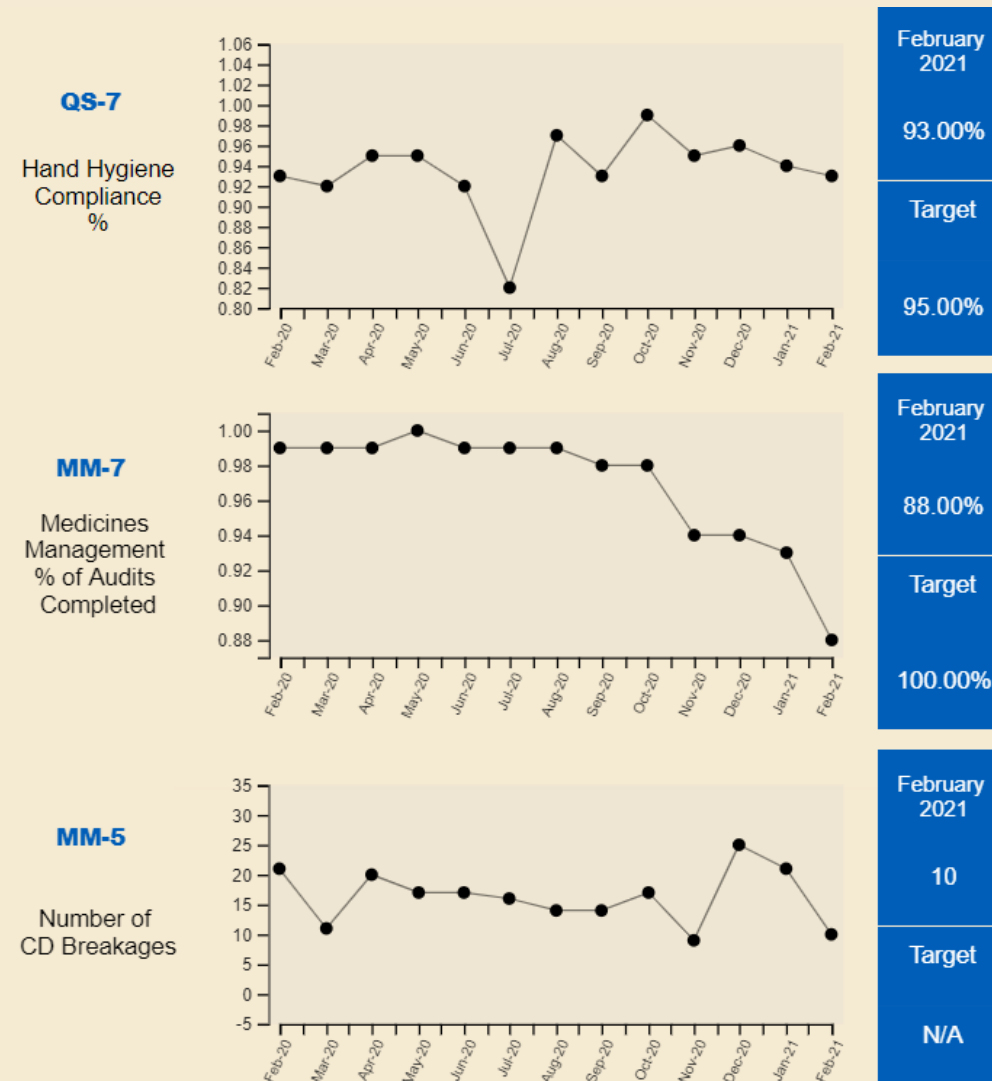 QS-7
Hand Hygiene
Compliance
%
1.06
1.04
1.02
1.00
0.98
0.96
0.94
0.92
0.90
0.88
0.86
0.84
0.82
0.80
Feb-20 Mar-20 Apr-20 May-20 Jun-20 Jul-20 Aug-20 Sep-20 Oct-20 Nov-20 Dec-20 Jan-21 Feb-21
February
2021
93.00%
Target
95.00%
MM-7
Medicines
Management
% of Audits
Completed
1.00
0.98
0.96
0.94
0.92
0.90
0.88
Feb-20 Mar-20 Apr-20 May-20 Jun-20 Jul-20 Aug-20 Sep-20 Oct-20 Nov-20 Dec-20 Jan-21 Feb-21
February
2021
88.00%
Target
100.00%
MM-5
Number of
CD Breakages
35
30
25
20
15
10
5
0
-5
Feb-20 Mar-20 Apr-20 May-20 Jun-20 Jul-20 Aug-20 Sep-20 Oct-20 Nov-20 Dec-20 Jan-21 Feb-21
February
2021
10
Target
N/A